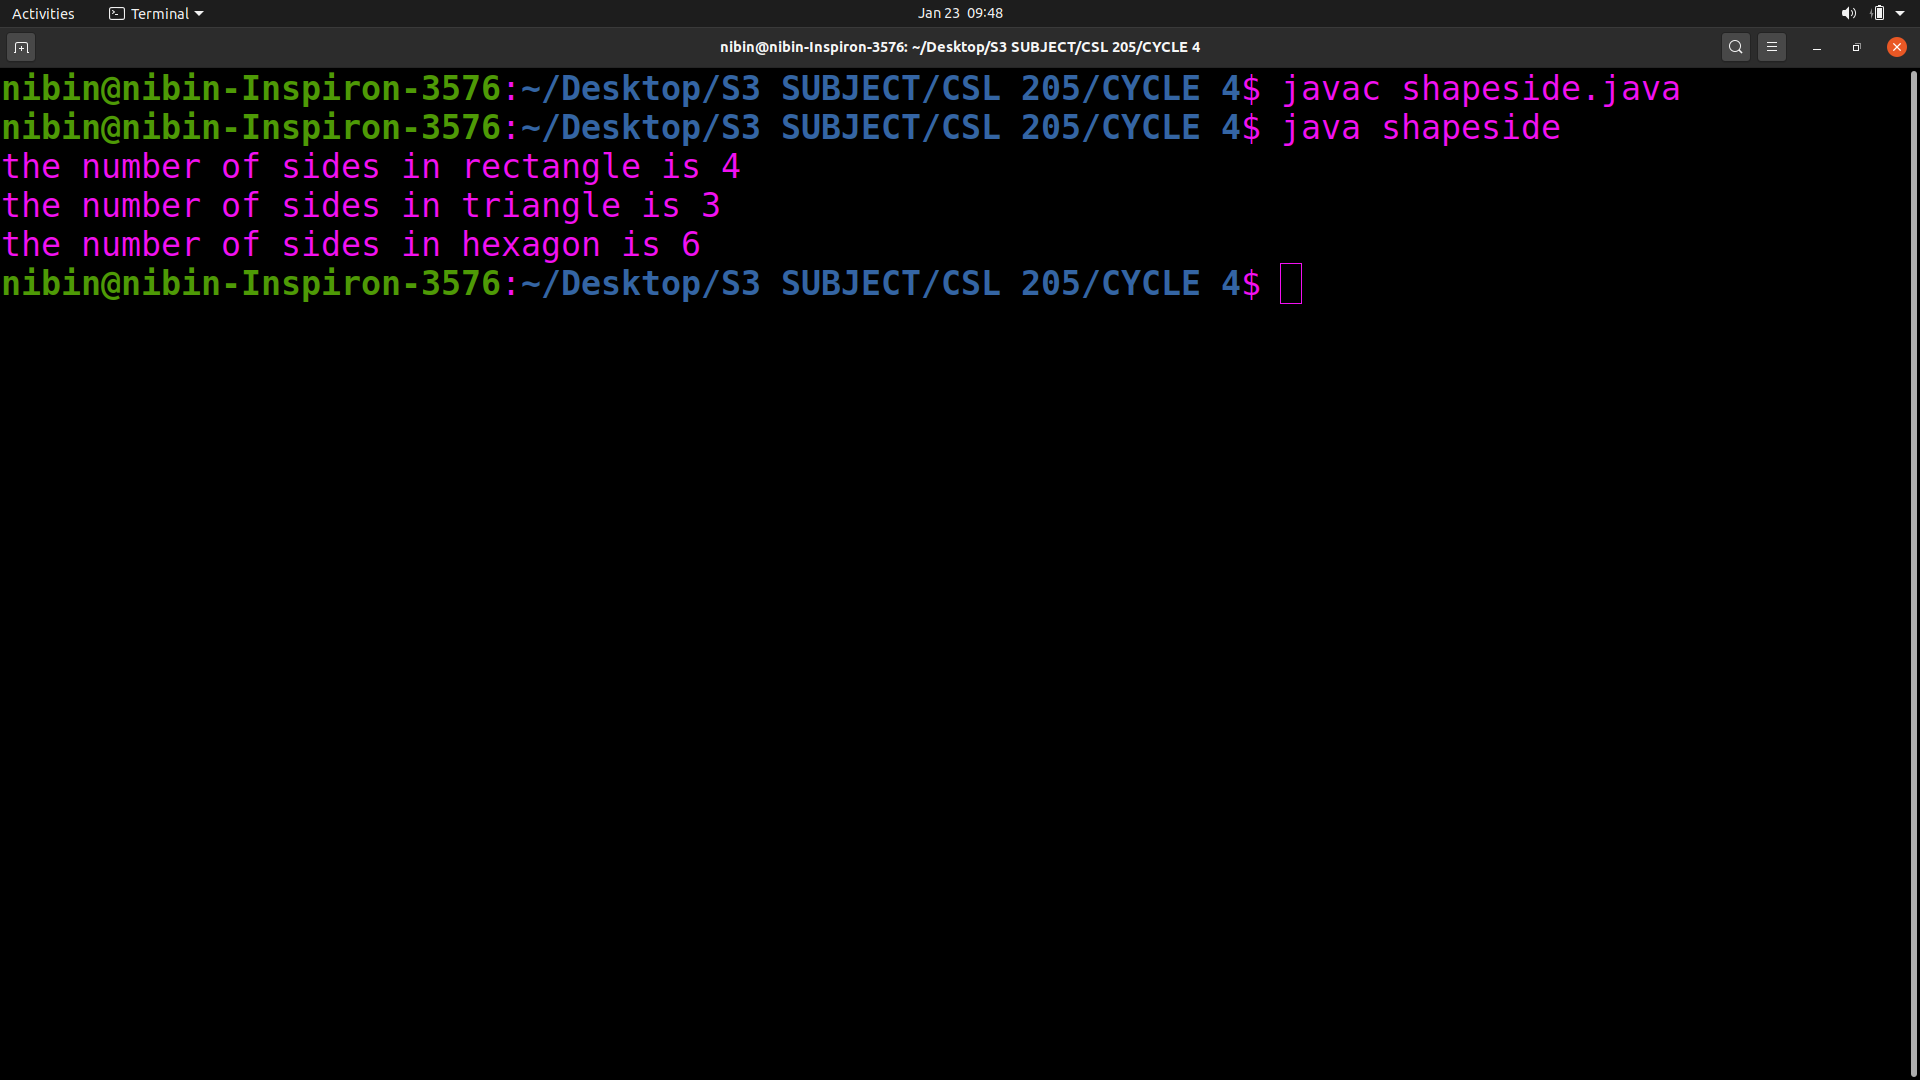 Activities Terminal Jan 23 09:48
nibin@nibin-Inspiron-3576: ~/Desktop/S3 SUBJECT/CSL 205/CYCLE 4
nibin@nibin-Inspiron-3576:~/Desktop/S3 SUBJECT/CSL 205/CYCLE 4$ javac shapeside.java
nibin@nibin-Inspiron-3576:~/Desktop/S3 SUBJECT/CSL 205/CYCLE 4$ java shapeside
the number of sides in rectangle is 4
the number of sides in triangle is 3
the number of sides in hexagon is 6
nibin@nibin-Inspiron-3576:~/Desktop/S3 SUBJECT/CSL 205/CYCLE 4$